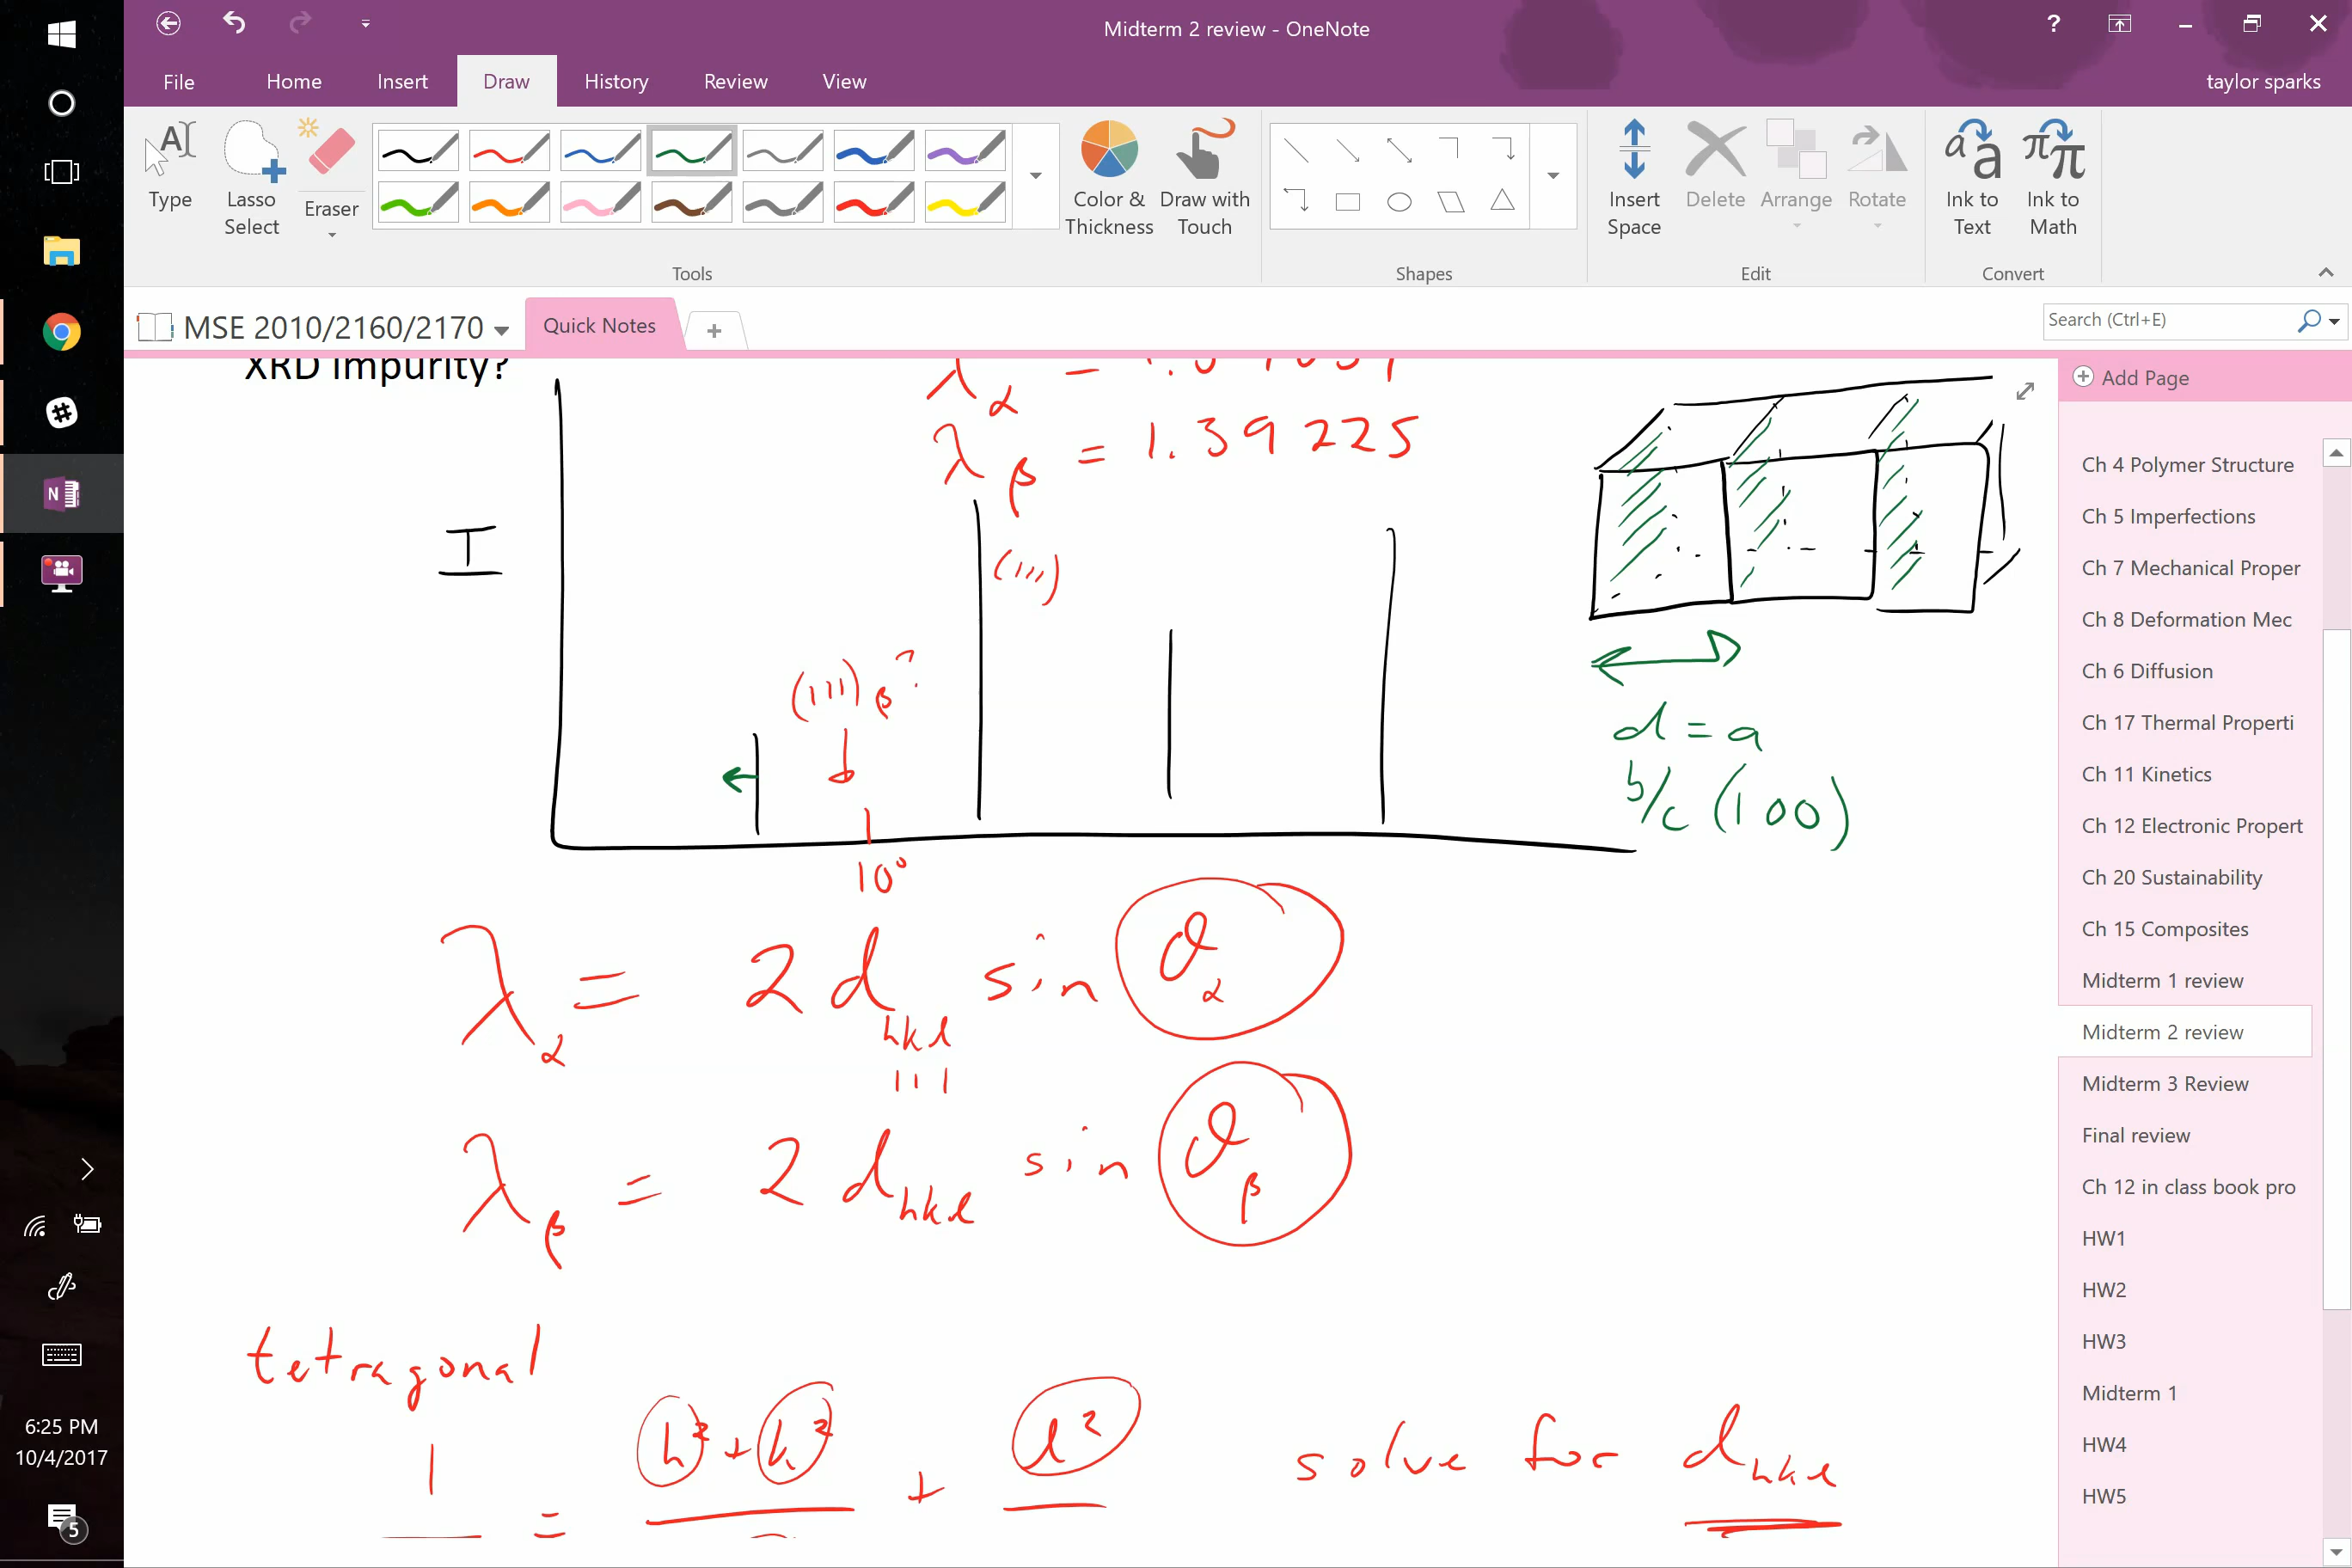 Midterm 2 review - OneNote
?
taylor sparks
File Home Insert Draw History Review View
Type
Lasso Select
Eraser
Color & Thickness
Draw with Touch
Insert Space
Delete
Arrange
Rotate
Ink to Text
Ink to Math
Tools
Shapes
Edit
Convert
MSE 2010/2160/2170
Quick Notes
+
Search (Ctrl+E)
XRD impurity?
λα =
λβ = 1.39225
I
(111)
(111)β?
10°
d = a
b/c (100)
λα = 2 d hkl sin θα
111
λβ = 2 d hkl sin θβ
tetragonal
1 = h² + k² + l²
solve for d hkl
Add Page
Ch 4 Polymer Structure
Ch 5 Imperfections
Ch 7 Mechanical Proper
Ch 8 Deformation Mec
Ch 6 Diffusion
Ch 17 Thermal Properti
Ch 11 Kinetics
Ch 12 Electronic Propert
Ch 20 Sustainability
Ch 15 Composites
Midterm 1 review
Midterm 2 review
Midterm 3 Review
Final review
Ch 12 in class book pro
HW1
HW2
HW3
Midterm 1
HW4
HW5
6:25 PM
10/4/2017
5